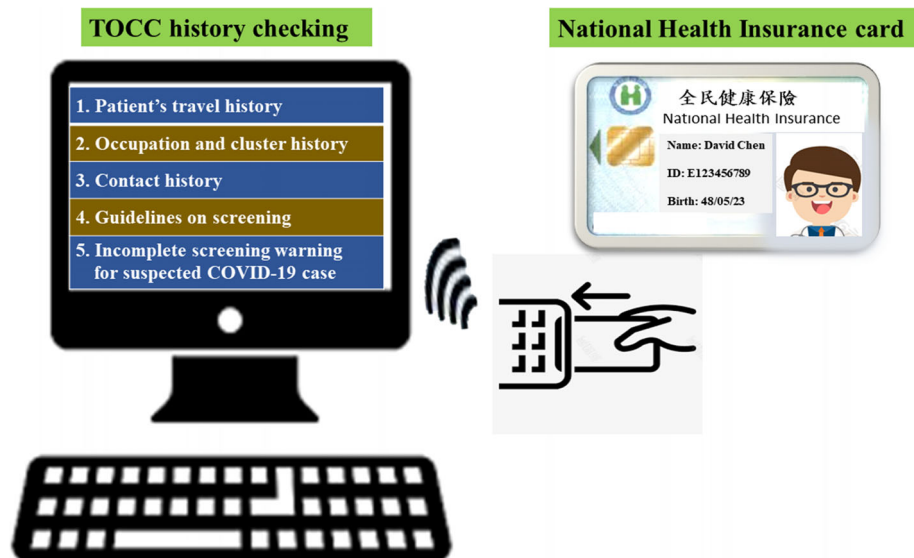 TOCC history checking
1. Patient's travel history
2. Occupation and cluster history
3. Contact history
4. Guidelines on screening
5. Incomplete screening warning
for suspected COVID-19 case
National Health Insurance card
全民健康保險
National Health Insurance
Name: David Chen
ID: E123456789
Birth: 48/05/23